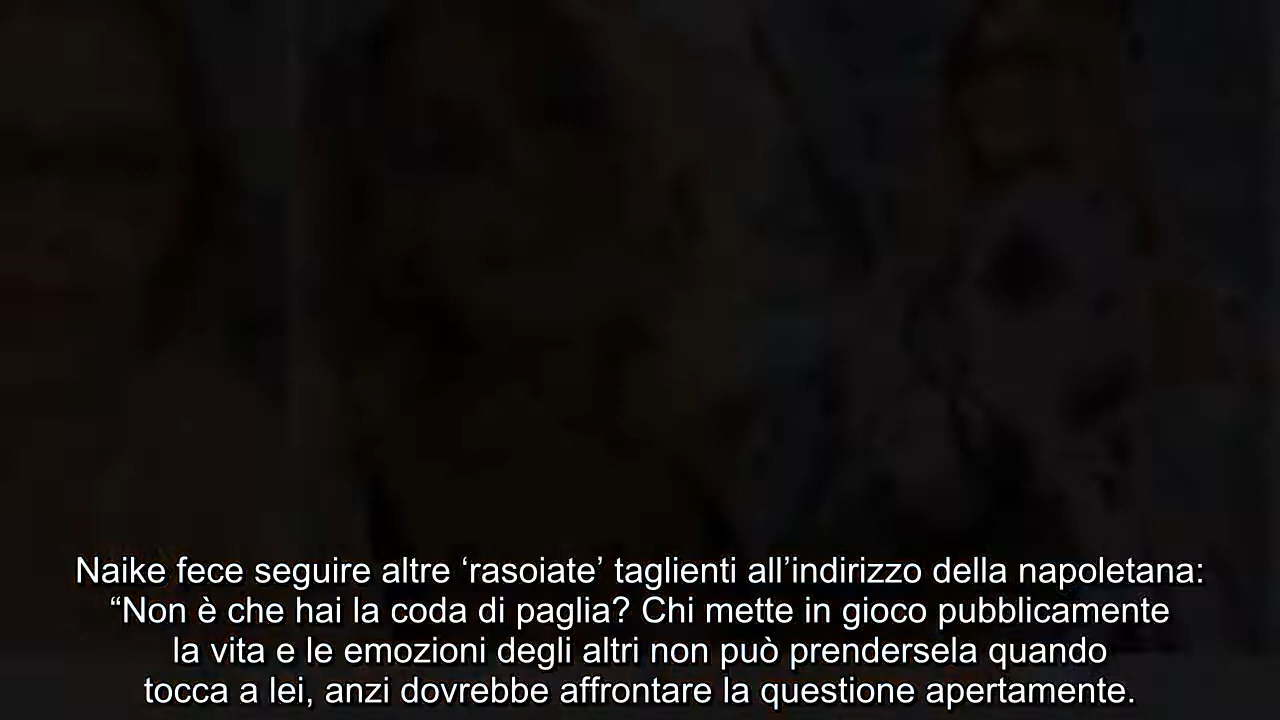 Naike fece seguire altre ‘rasoiate’ taglienti all’indirizzo della napoletana:
“Non è che hai la coda di paglia? Chi mette in gioco pubblicamente
la vita e le emozioni degli altri non può prendersela quando
tocca a lei, anzi dovrebbe affrontare la questione apertamente.